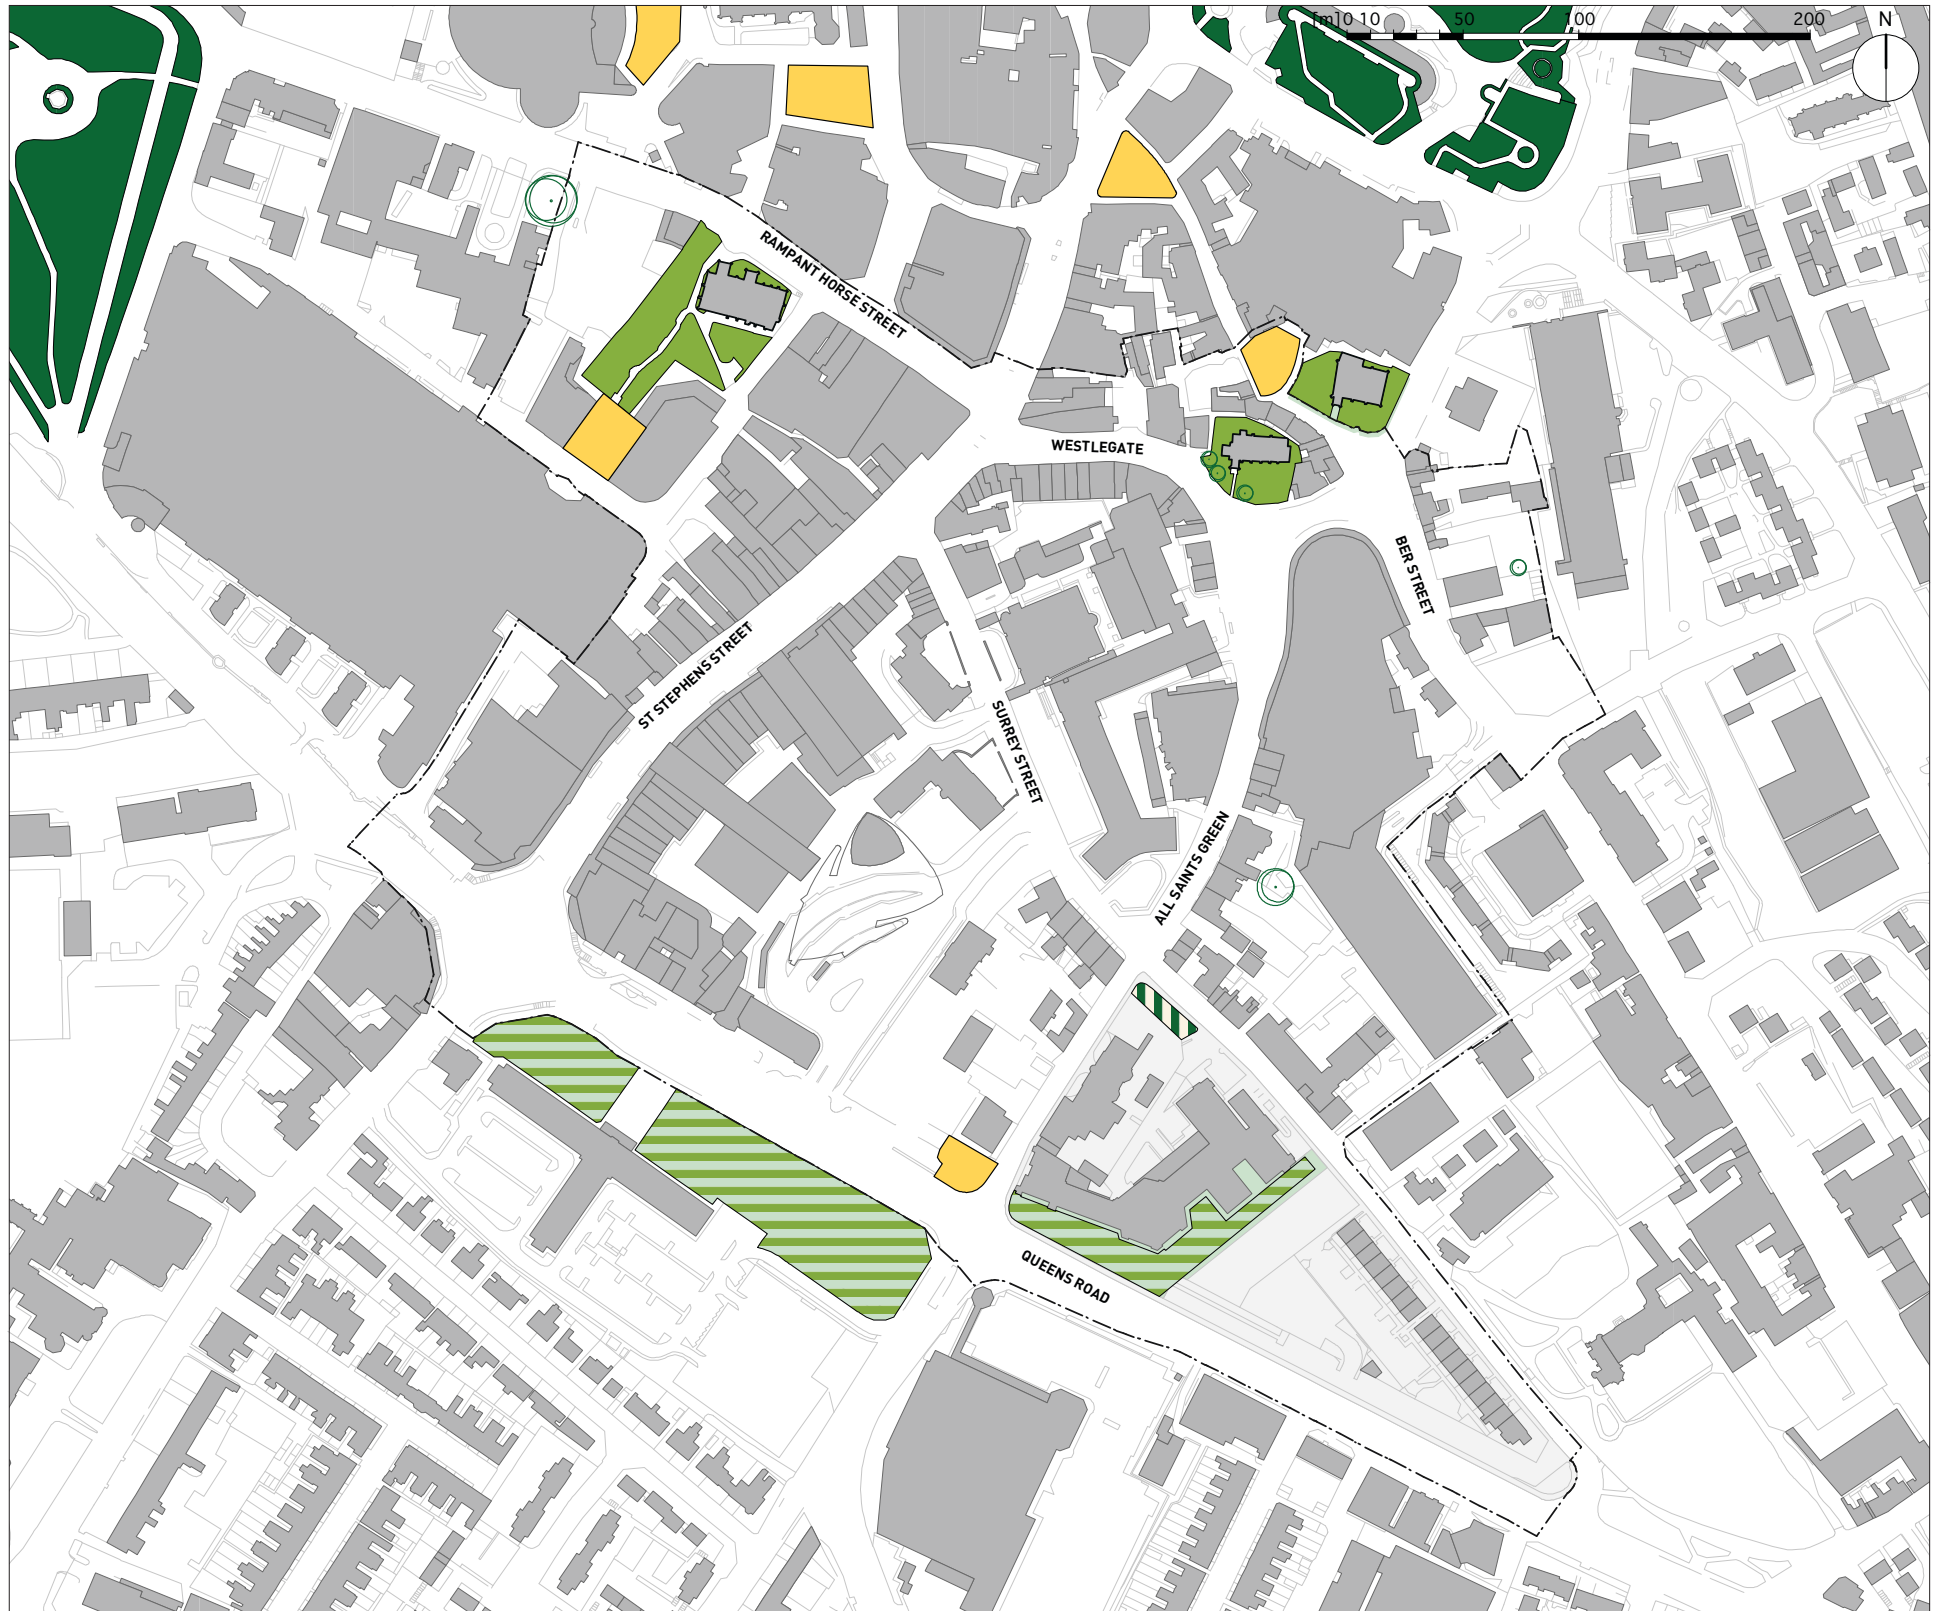 [m] 0 10 50 100 200 N
RAMPANT HORSE STREET
WESTLEGATE
BER STREET
ST STEPHENS STREET
SURREY STREET
ALL SAINTS GREEN
QUEENS ROAD